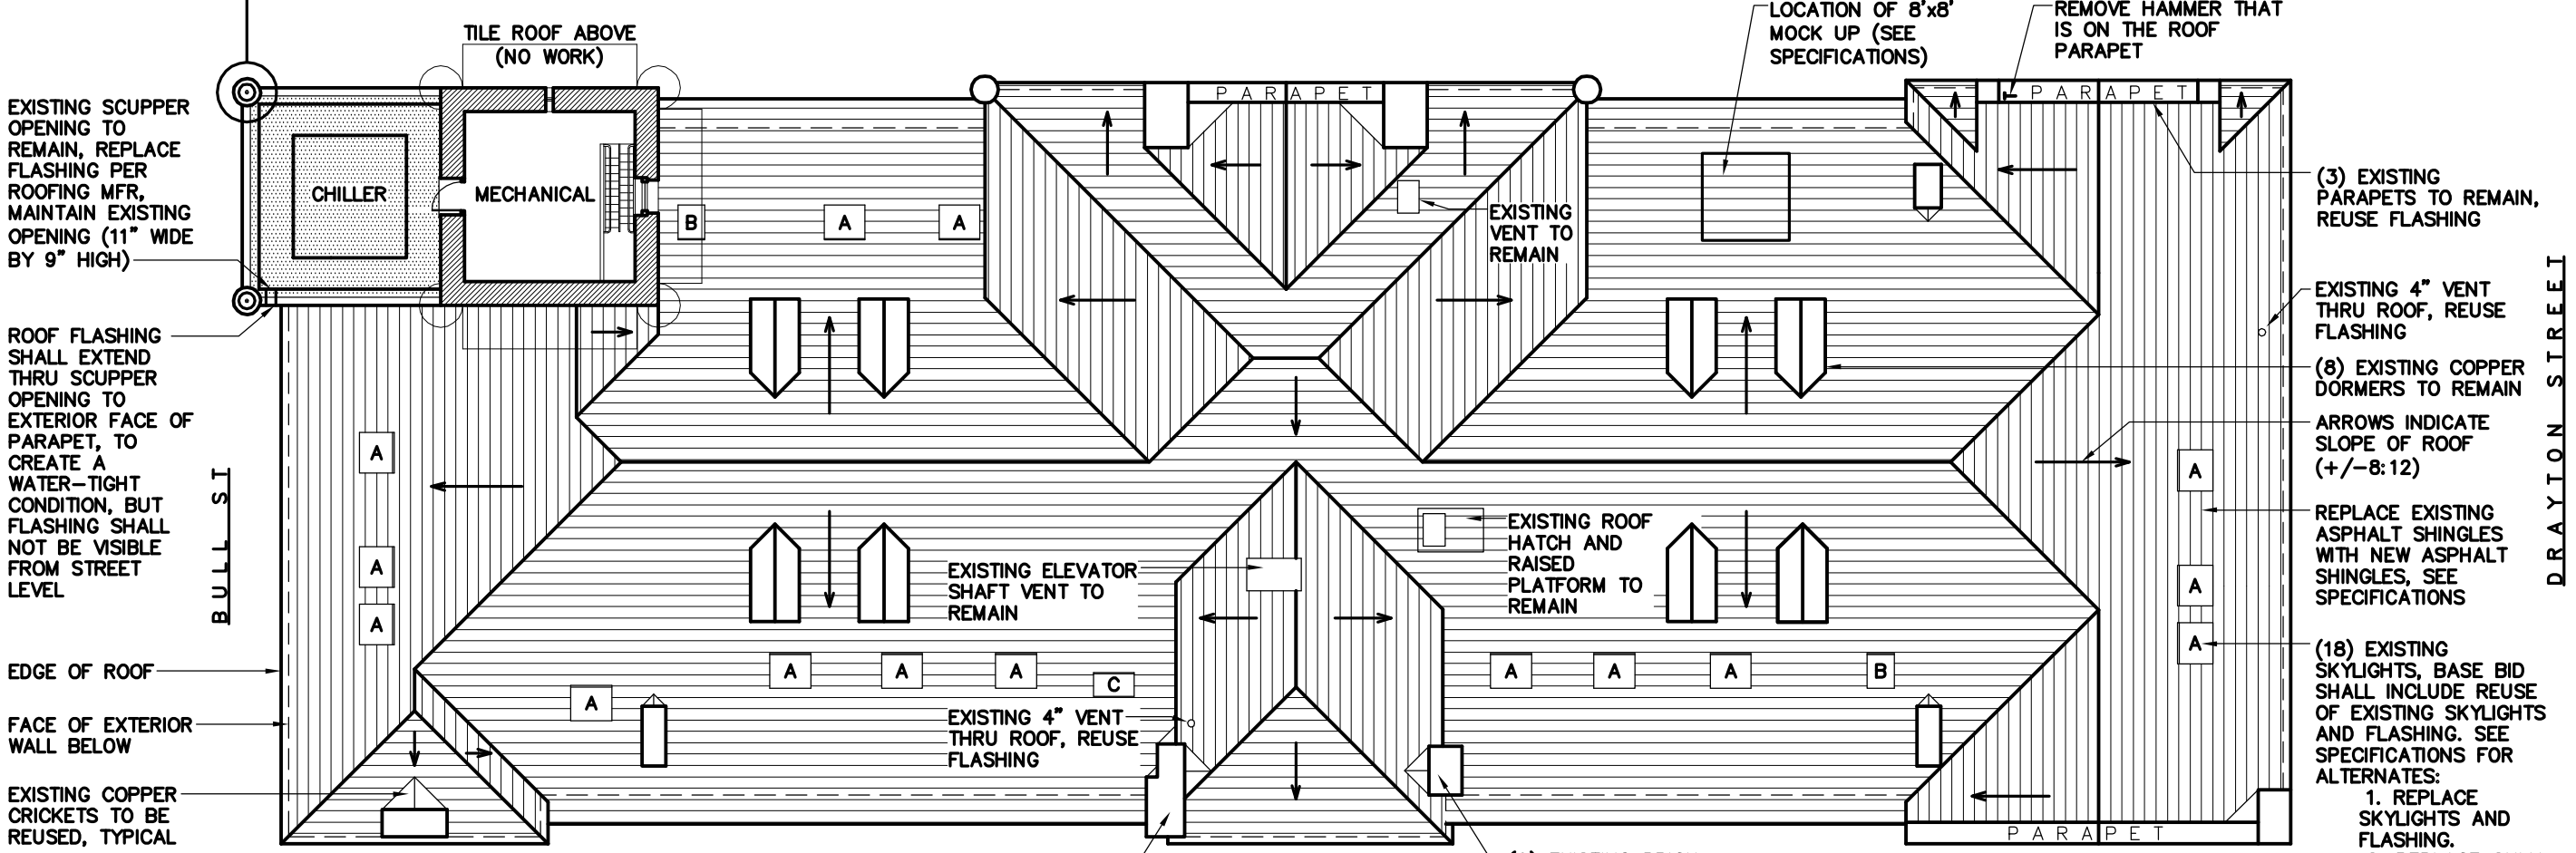 TILE ROOF ABOVE
(NO WORK)
LOCATION OF 8'x8'
MOCK UP (SEE
SPECIFICATIONS)
REMOVE HAMMER THAT
IS ON THE ROOF
PARAPET
EXISTING SCUPPER
OPENING TO
REMAIN, REPLACE
FLASHING PER
ROOFING MFR,
MAINTAIN EXISTING
OPENING (11" WIDE
BY 9" HIGH)
CHILLER
MECHANICAL
PARAPET
PARAPET
B
A
A
EXISTING
VENT TO
REMAIN
(3) EXISTING
PARAPETS TO REMAIN,
REUSE FLASHING
EXISTING 4" VENT
THRU ROOF, REUSE
FLASHING
(8) EXISTING COPPER
DORMERS TO REMAIN
ARROWS INDICATE
SLOPE OF ROOF
(+/-8:12)
DRAYTON STREET
ROOF FLASHING
SHALL EXTEND
THRU SCUPPER
OPENING TO
EXTERIOR FACE OF
PARAPET, TO
CREATE A
WATER-TIGHT
CONDITION, BUT
FLASHING SHALL
NOT BE VISIBLE
FROM STREET
LEVEL
BULL ST
A
A
A
EXISTING ELEVATOR
SHAFT VENT TO
REMAIN
EXISTING ROOF
HATCH AND
RAISED
PLATFORM TO
REMAIN
A
A
A
REPLACE EXISTING
ASPHALT SHINGLES
WITH NEW ASPHALT
SHINGLES, SEE
SPECIFICATIONS
EDGE OF ROOF
FACE OF EXTERIOR
WALL BELOW
EXISTING COPPER
CRICKETS TO BE
REUSED, TYPICAL
A
A
A
A
C
EXISTING 4" VENT
THRU ROOF, REUSE
FLASHING
A
A
A
B
(18) EXISTING
SKYLIGHTS, BASE BID
SHALL INCLUDE REUSE
OF EXISTING SKYLIGHTS
AND FLASHING. SEE
SPECIFICATIONS FOR
ALTERNATES:
1. REPLACE
SKYLIGHTS AND
FLASHING.
PARAPET